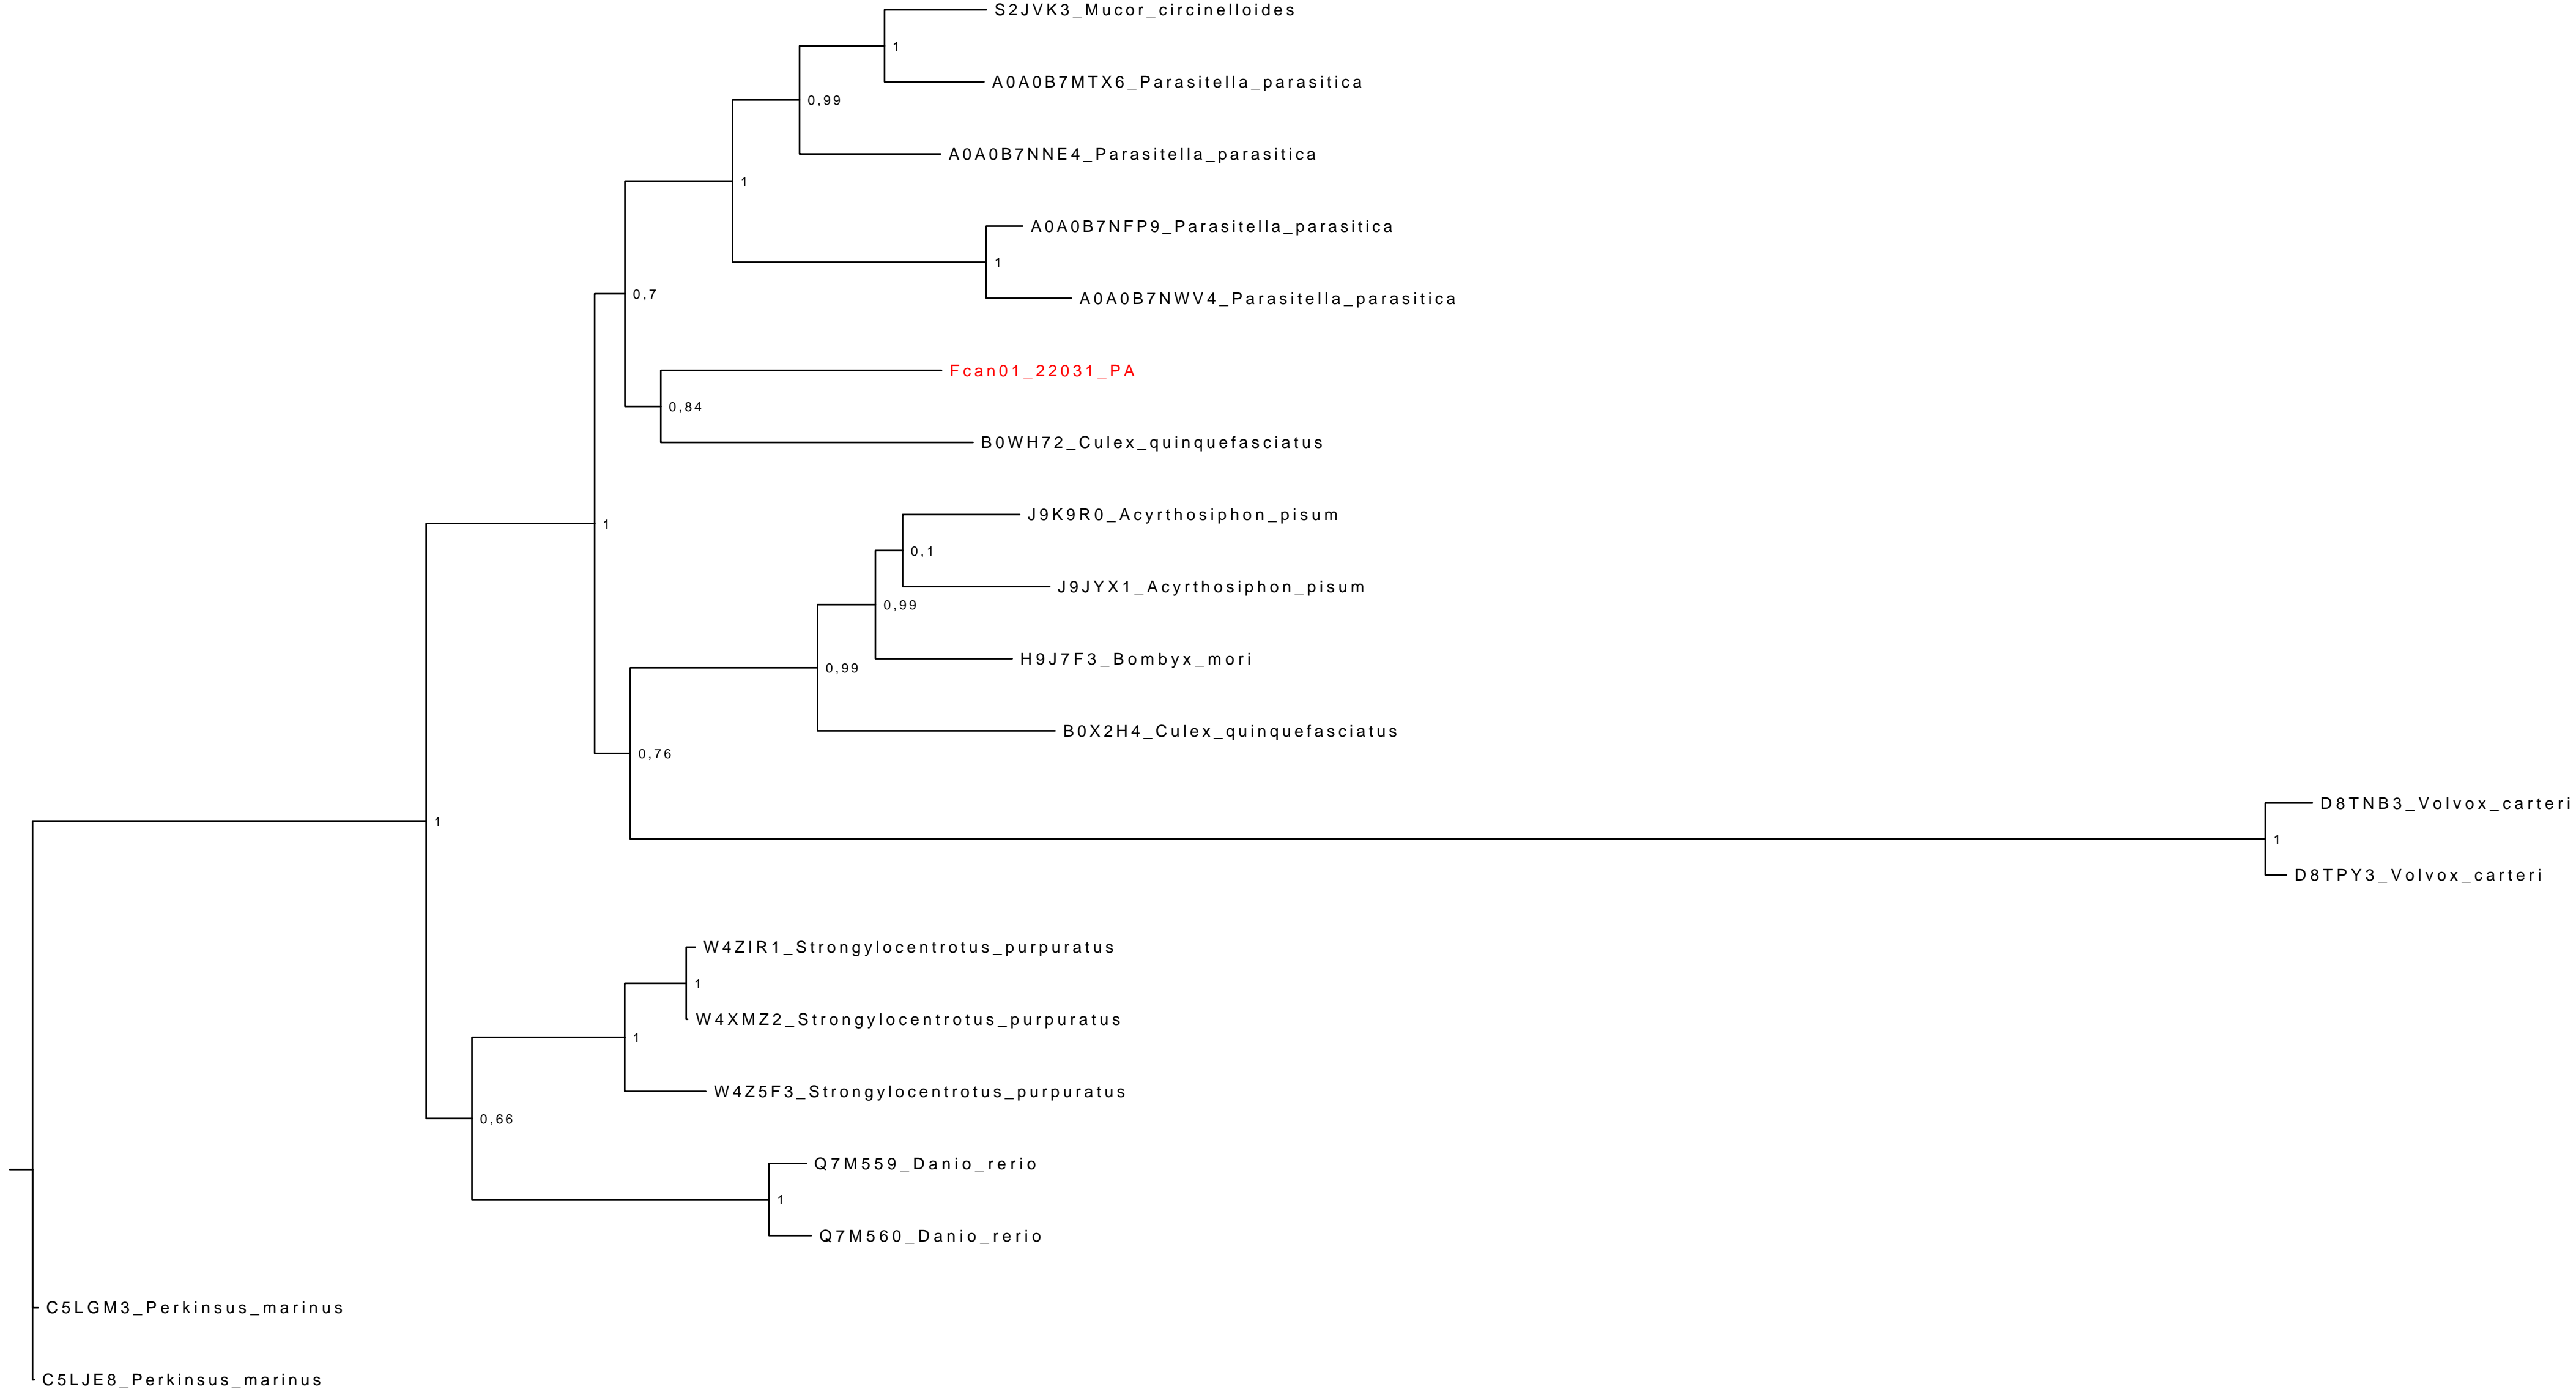 S2JVK3_Mucor_circinelloides
1
A0A0B7MTX6_Parasitella_parasitica
0,99
A0A0B7NNE4_Parasitella_parasitica
1
A0A0B7NFP9_Parasitella_parasitica
1
0,7
A0A0B7NWV4_Parasitella_parasitica
Fcan01_22031_PA
0,84
B0WH72_Culex_quinquefasciatus
J9K9R0_Acyrthosiphon_pisum
1
0,1
J9JYX1_Acyrthosiphon_pisum
0,99
H9J7F3_Bombyx_mori
0,99
B0X2H4_Culex_quinquefasciatus
0,76
D8TNB3_Volvox_carteri
1
1
D8TPY3_Volvox_carteri
W4ZIR1_Strongylocentrotus_purpuratus
1
W4XMZ2_Strongylocentrotus_purpuratus
1
W4Z5F3_Strongylocentrotus_purpuratus
0,66
Q7M559_Danio_rerio
1
Q7M560_Danio_rerio
C5LGM3_Perkinsus_marinus
C5LJE8_Perkinsus_marinus